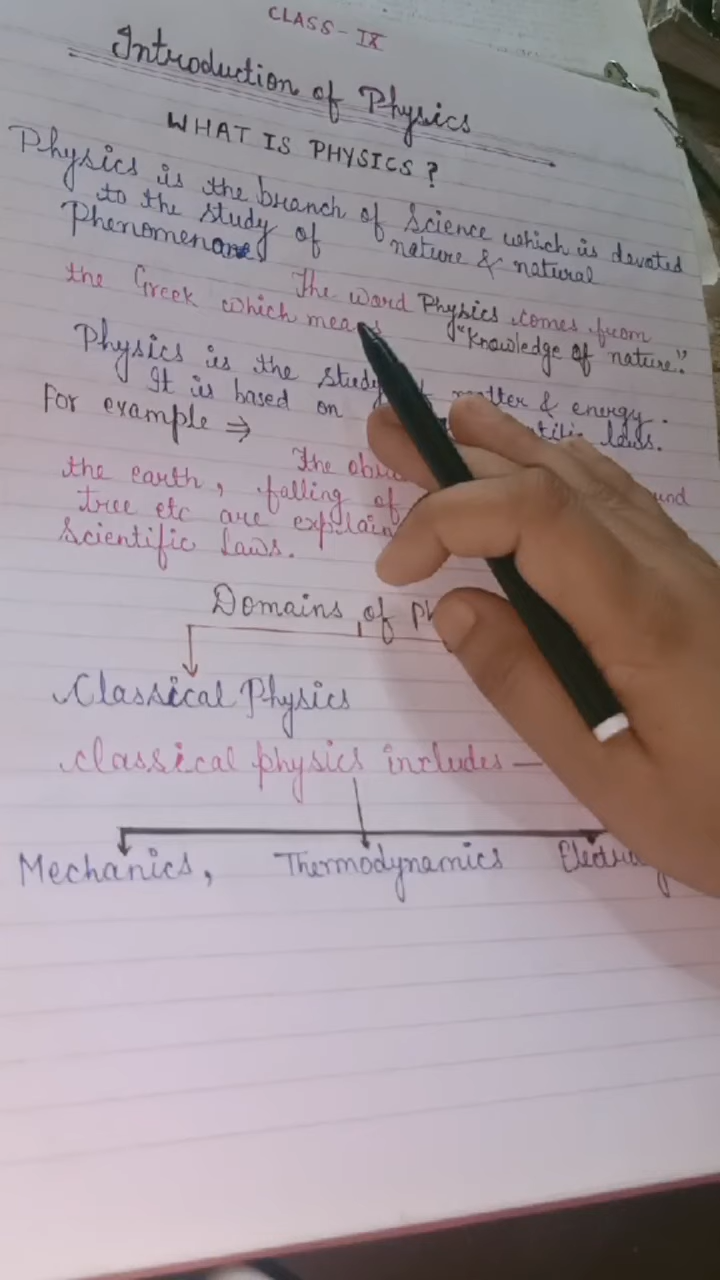 CLASS - IX
Introduction of Physics
WHAT IS PHYSICS?
Physics is the branch of Science which is devoted
to the study of nature & natural
Phenomenone
The word Physics comes from
the Greek which means "Knowledge of nature."
Physics is the study of matter & energy.
It is based on laws.
For example ⇒
The
the earth, falling of
tree etc are
Scientific Laws.
Domains of
Classical Physics
Classical physics includes —
Mechanics, Thermodynamics